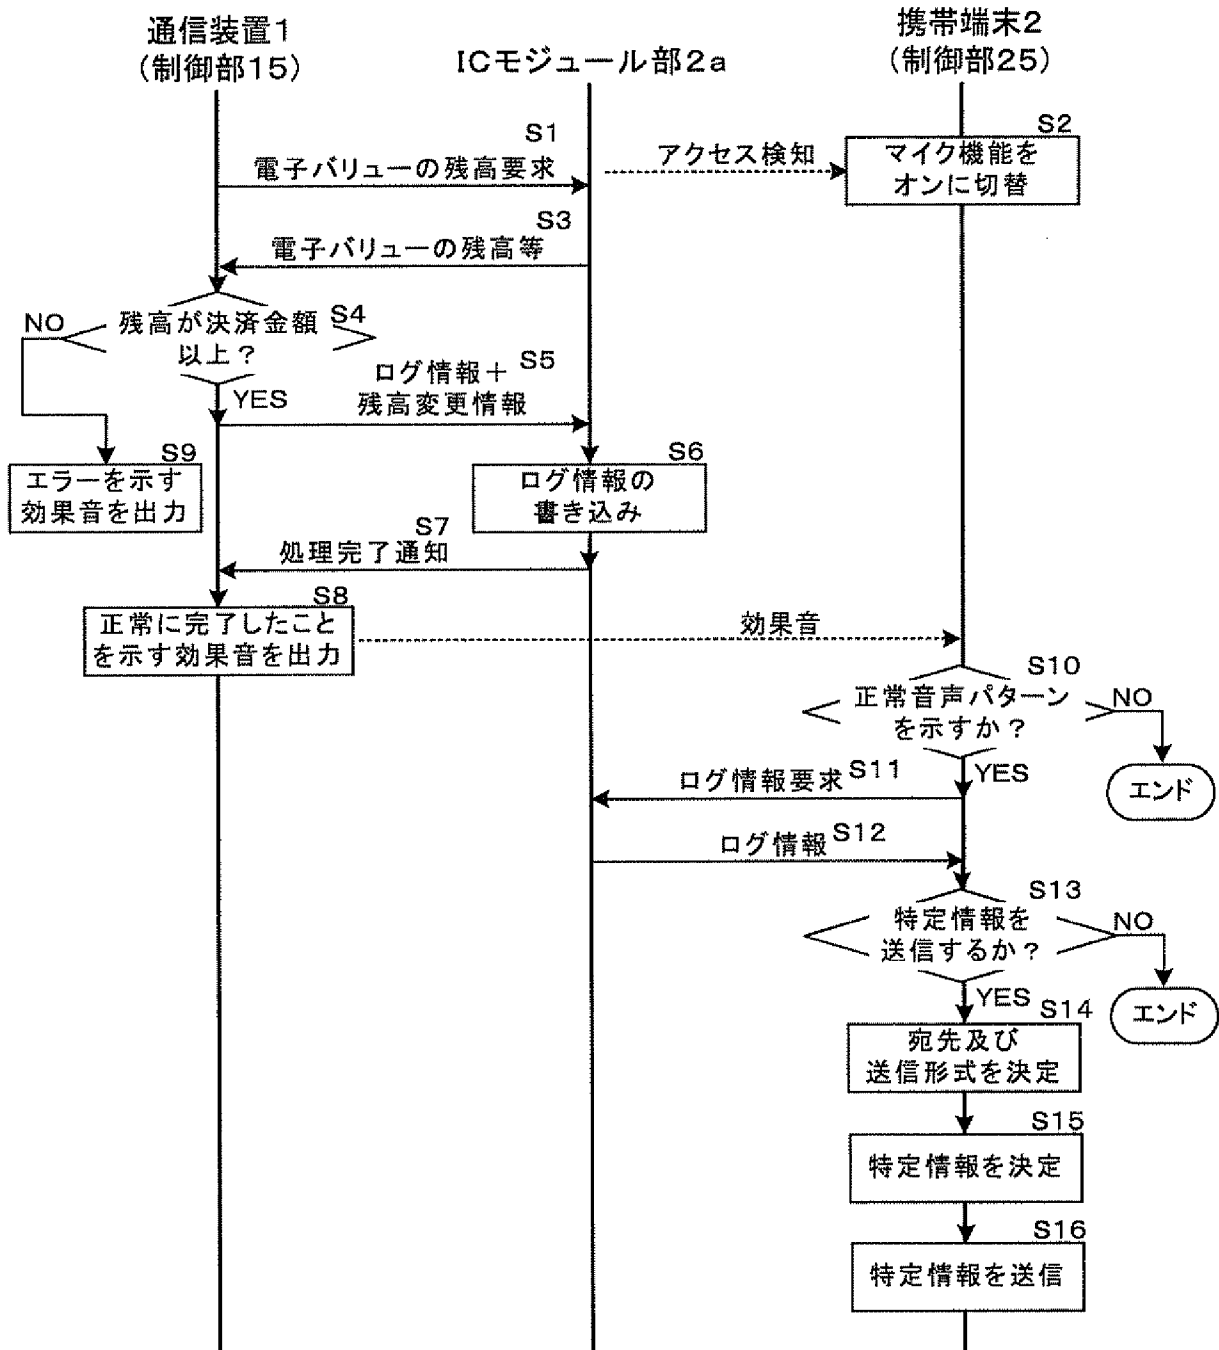 通信装置1
(制御部15)
ICモジュール部2a
携帯端末2
(制御部25)
S1
電子バリューの残高要求
アクセス検知
S2
マイク機能を
オンに切替
S3
電子バリューの残高等
S4
残高が決済金額
以上?
NO
YES
S5
ログ情報+
残高変更情報
S9
エラーを示す
効果音を出力
S6
ログ情報の
書き込み
S7
処理完了通知
S8
正常に完了したこと
を示す効果音を出力
効果音
S10
正常音声パターン
を示すか?
NO
エンド
YES
ログ情報要求S11
ログ情報S12
S13
特定情報を
送信するか?
NO
エンド
YES
S14
宛先及び
送信形式を決定
S15
特定情報を決定
S16
特定情報を送信